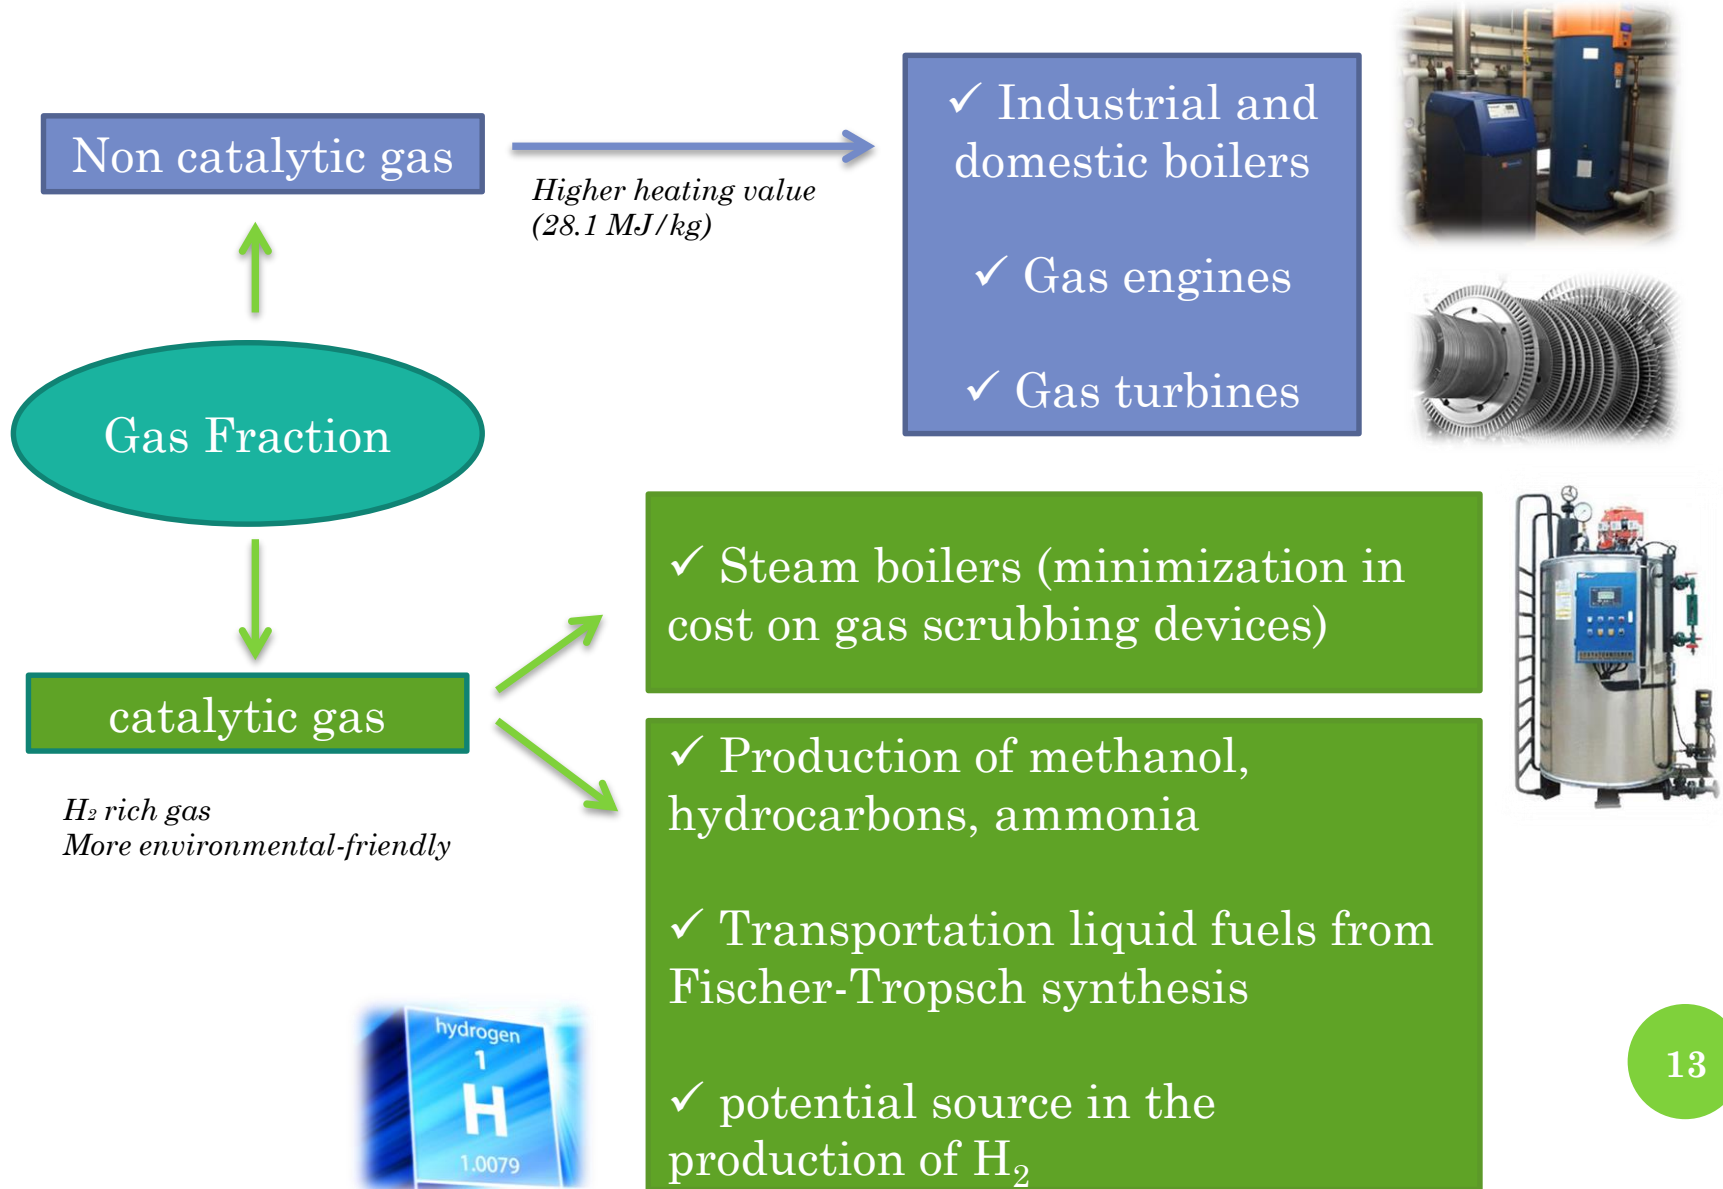 Non catalytic gas
Higher heating value
(28.1 MJ/kg)
✓ Industrial and
domestic boilers
✓ Gas engines
✓ Gas turbines
Gas Fraction
catalytic gas
H₂ rich gas
More environmental-friendly
✓ Steam boilers (minimization in
cost on gas scrubbing devices)
✓ Production of methanol,
hydrocarbons, ammonia
✓ Transportation liquid fuels from
Fischer-Tropsch synthesis
✓ potential source in the
production of H₂
hydrogen
1
H
1.0079
13